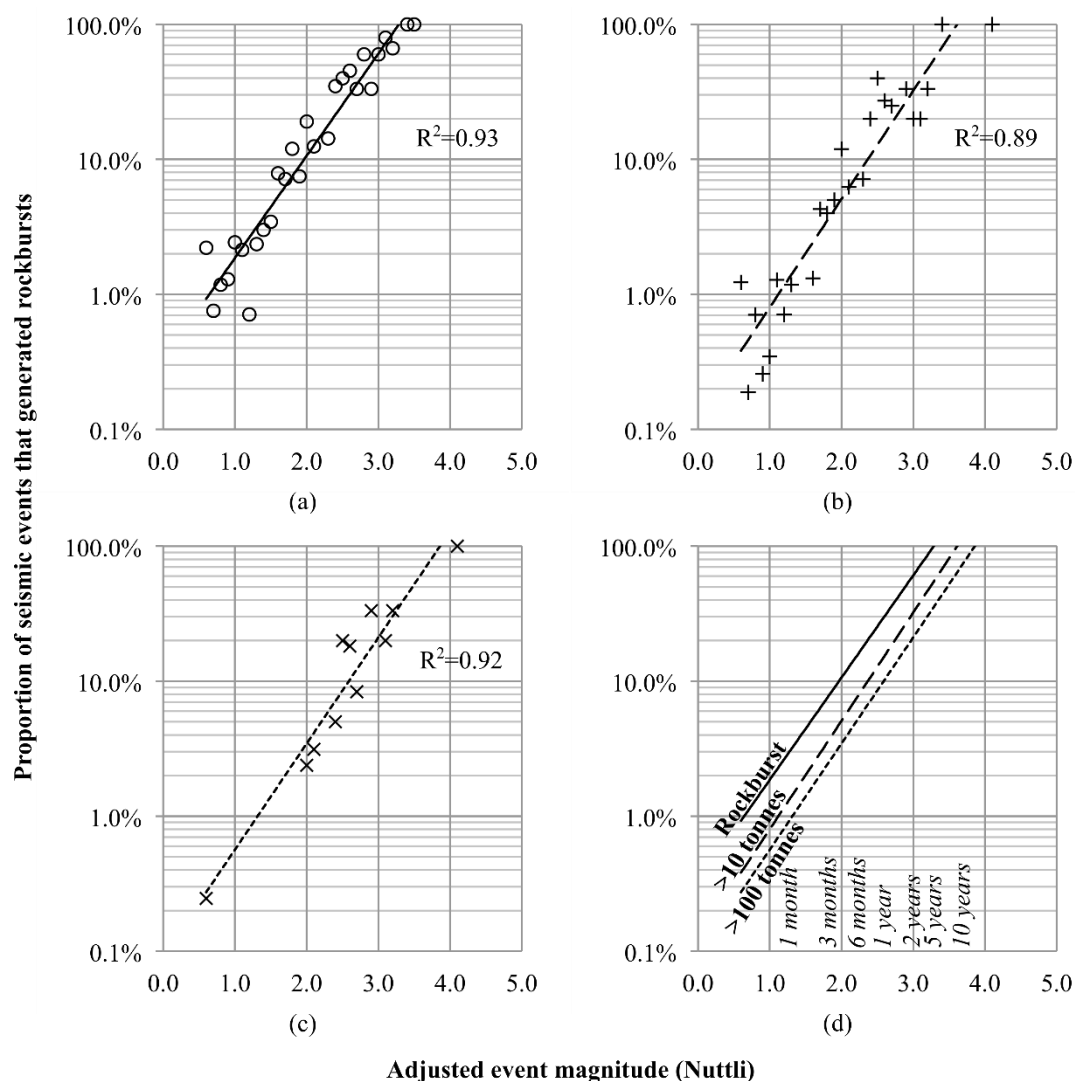 Proportion of seismic events that generated rockbursts
100.0%
10.0%
1.0%
0.1%
0.0 1.0 2.0 3.0 4.0 5.0
R²=0.93
(a)
100.0%
10.0%
1.0%
0.1%
0.0 1.0 2.0 3.0 4.0 5.0
R²=0.89
(b)
100.0%
10.0%
1.0%
0.1%
0.0 1.0 2.0 3.0 4.0 5.0
R²=0.92
(c)
100.0%
10.0%
1.0%
0.1%
0.0 1.0 2.0 3.0 4.0 5.0
Rockburst
>10 tonnes
>100 tonnes
1 month
3 months
6 months
1 year
2 years
5 years
10 years
(d)
Adjusted event magnitude (Nuttli)